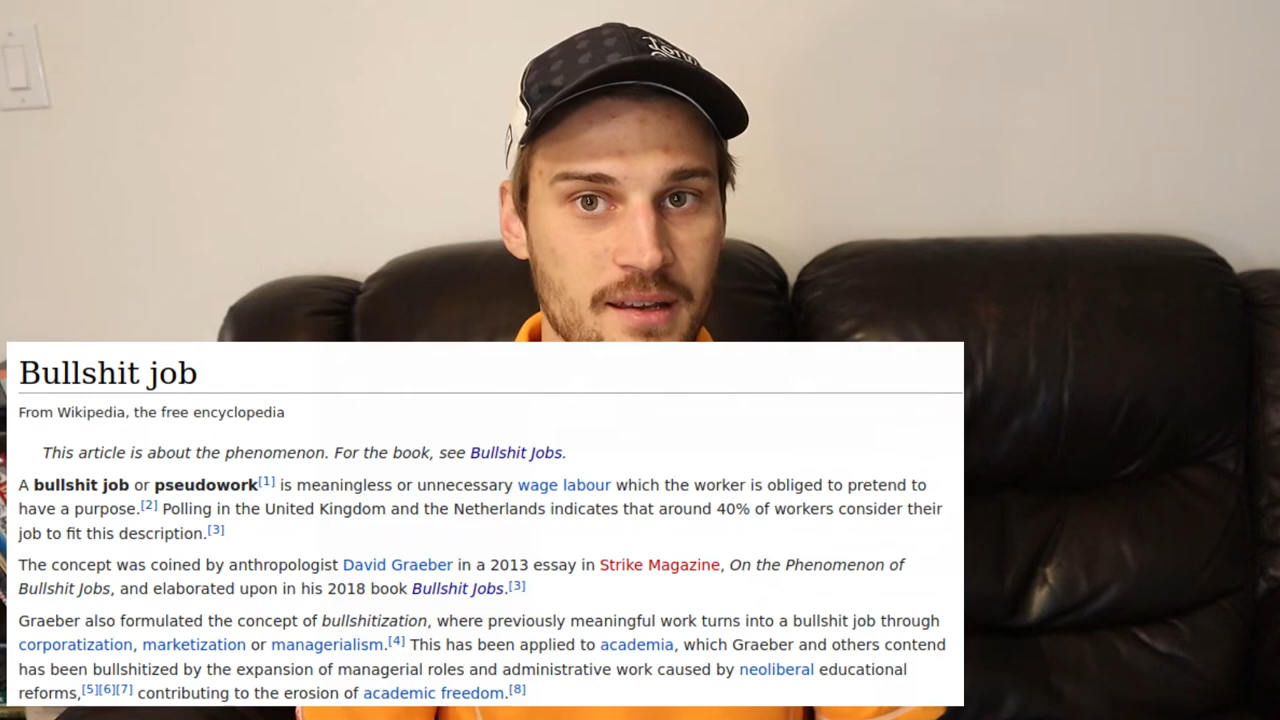 Bullshit job
From Wikipedia, the free encyclopedia
This article is about the phenomenon. For the book, see Bullshit Jobs.
A bullshit job or pseudowork[1] is meaningless or unnecessary wage labour which the worker is obliged to pretend to
have a purpose.[2] Polling in the United Kingdom and the Netherlands indicates that around 40% of workers consider their
job to fit this description.[3]
The concept was coined by anthropologist David Graeber in a 2013 essay in Strike Magazine, On the Phenomenon of
Bullshit Jobs, and elaborated upon in his 2018 book Bullshit Jobs.[3]
Graeber also formulated the concept of bullshitization, where previously meaningful work turns into a bullshit job through
corporatization, marketization or managerialism.[4] This has been applied to academia, which Graeber and others contend
has been bullshitized by the expansion of managerial roles and administrative work caused by neoliberal educational
reforms,[5][6][7] contributing to the erosion of academic freedom.[8]